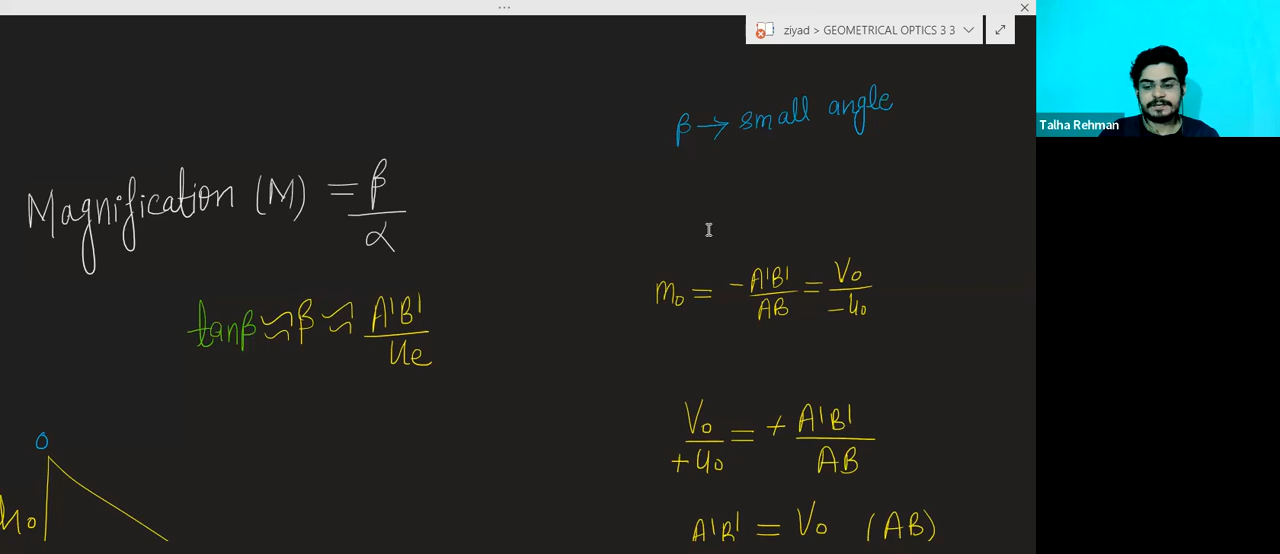 ziyad > GEOMETRICAL OPTICS 3 3
Talha Rehman
β → small angle
Magnification (M) = β/α
m₀ = -A'B'/AB = V₀/-u₀
tanβ ≈ β ≈ A'B'/ue
V₀/+u₀ = + A'B'/AB
O
u₀
A'B' = V₀ (AB)